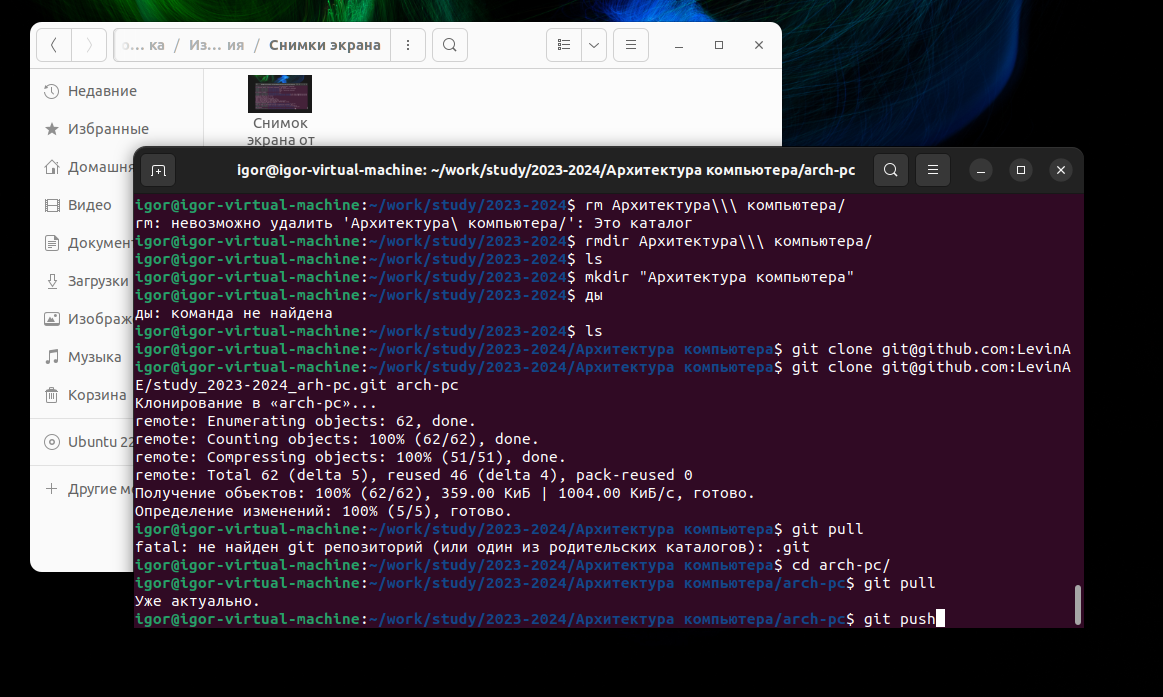 о... ка / Из... ия / Снимки экрана
Недавние
Избранные
Домашня
Видео
Докумен
Загрузки
Изображ
Музыка
Корзина
Ubuntu 22
+ Другие м
Снимок
экрана от
igor@igor-virtual-machine: ~/work/study/2023-2024/Архитектура компьютера/arch-pc
igor@igor-virtual-machine:~/work/study/2023-2024$ rm Архитектура\\\ компьютера/
rm: невозможно удалить 'Архитектура\ компьютера/': Это каталог
igor@igor-virtual-machine:~/work/study/2023-2024$ rmdir Архитектура\\\ компьютера/
igor@igor-virtual-machine:~/work/study/2023-2024$ ls
igor@igor-virtual-machine:~/work/study/2023-2024$ mkdir "Архитектура компьютера"
igor@igor-virtual-machine:~/work/study/2023-2024$ ды
ды: команда не найдена
igor@igor-virtual-machine:~/work/study/2023-2024$ ls
igor@igor-virtual-machine:~/work/study/2023-2024/Архитектура компьютера$ git clone git@github.com:LevinA
igor@igor-virtual-machine:~/work/study/2023-2024/Архитектура компьютера$ git clone git@github.com:LevinA
E/study_2023-2024_arh-pc.git arch-pc
Клонирование в «arch-pc»...
remote: Enumerating objects: 62, done.
remote: Counting objects: 100% (62/62), done.
remote: Compressing objects: 100% (51/51), done.
remote: Total 62 (delta 5), reused 46 (delta 4), pack-reused 0
Получение объектов: 100% (62/62), 359.00 КиБ | 1004.00 КиБ/с, готово.
Определение изменений: 100% (5/5), готово.
igor@igor-virtual-machine:~/work/study/2023-2024/Архитектура компьютера$ git pull
fatal: не найден git репозиторий (или один из родительских каталогов): .git
igor@igor-virtual-machine:~/work/study/2023-2024/Архитектура компьютера$ cd arch-pc/
igor@igor-virtual-machine:~/work/study/2023-2024/Архитектура компьютера/arch-pc$ git pull
Уже актуально.
igor@igor-virtual-machine:~/work/study/2023-2024/Архитектура компьютера/arch-pc$ git push